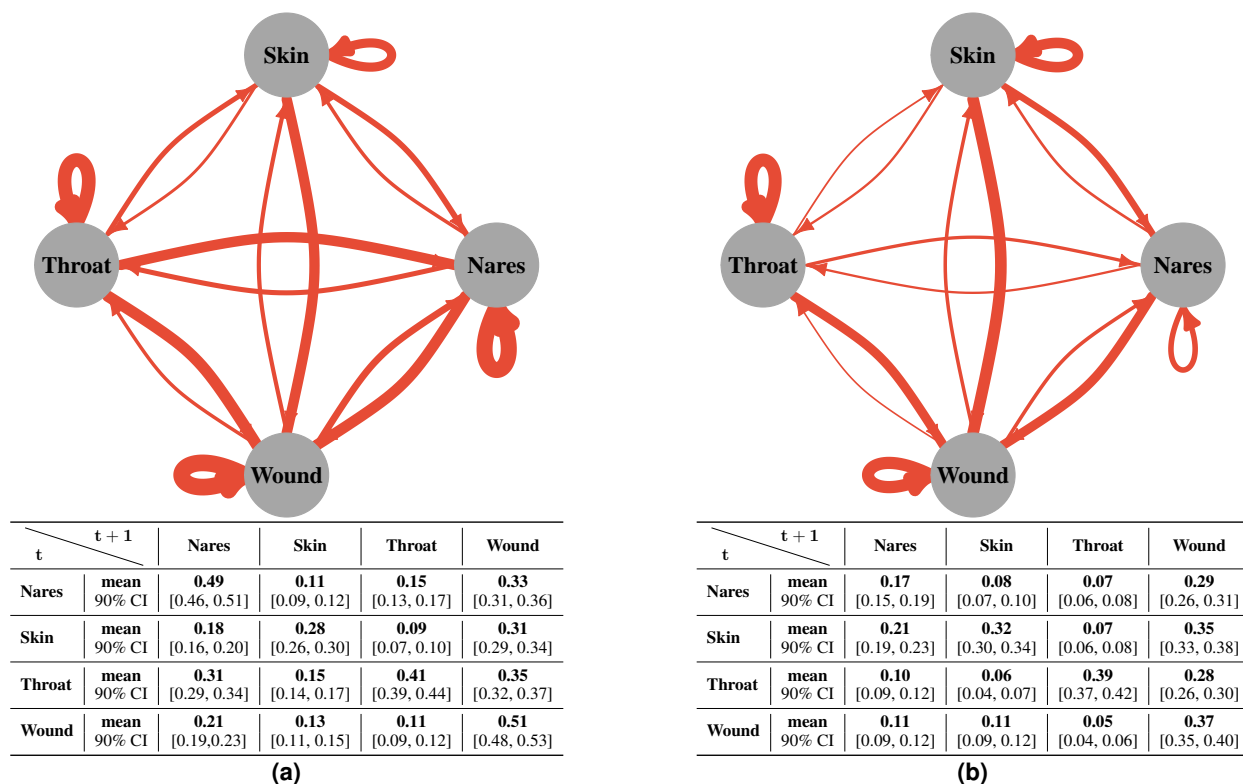 Skin
Throat
Nares
Wound
t + 1
t
Nares Skin Throat Wound
Nares mean 0.49 0.11 0.15 0.33
90% CI [0.46, 0.51] [0.09, 0.12] [0.13, 0.17] [0.31, 0.36]
Skin mean 0.18 0.28 0.09 0.31
90% CI [0.16, 0.20] [0.26, 0.30] [0.07, 0.10] [0.29, 0.34]
Throat mean 0.31 0.15 0.41 0.35
90% CI [0.29, 0.34] [0.14, 0.17] [0.39, 0.44] [0.32, 0.37]
Wound mean 0.21 0.13 0.11 0.51
90% CI [0.19,0.23] [0.11, 0.15] [0.09, 0.12] [0.48, 0.53]
(a)
Skin
Throat
Nares
Wound
t + 1
t
Nares Skin Throat Wound
Nares mean 0.17 0.08 0.07 0.29
90% CI [0.15, 0.19] [0.07, 0.10] [0.06, 0.08] [0.26, 0.31]
Skin mean 0.21 0.32 0.07 0.35
90% CI [0.19, 0.23] [0.30, 0.34] [0.06, 0.08] [0.33, 0.38]
Throat mean 0.10 0.06 0.39 0.28
90% CI [0.09, 0.12] [0.04, 0.07] [0.37, 0.42] [0.26, 0.30]
Wound mean 0.11 0.11 0.05 0.37
90% CI [0.09, 0.12] [0.09, 0.12] [0.04, 0.06] [0.35, 0.40]
(b)